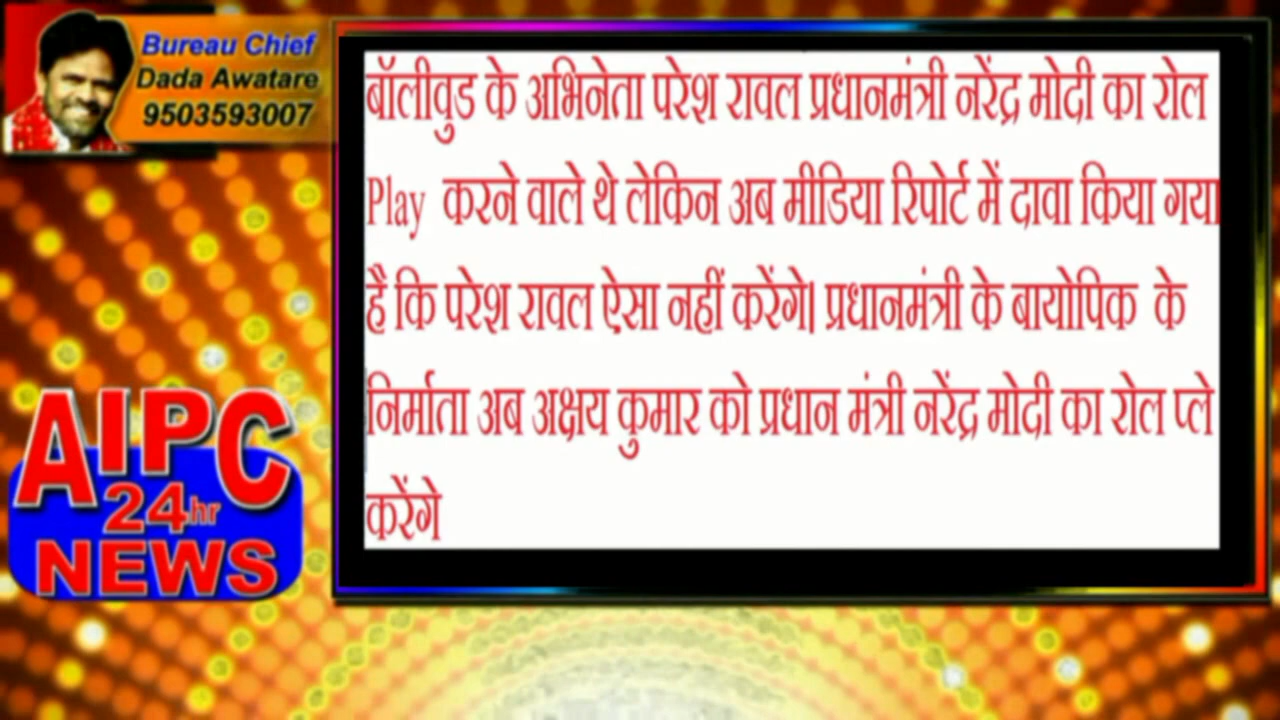 Bureau Chief
Dada Awatare
9503593007
बॉलीवुड के अभिनेता परेश रावल प्रधानमंत्री नरेंद्र मोदी का रोल
Play करने वाले थे लेकिन अब मीडिया रिपोर्ट में दावा किया गया
है कि परेश रावल ऐसा नहीं करेंगे| प्रधानमंत्री के बायोपिक के
निर्माता अब अक्षय कुमार को प्रधान मंत्री नरेंद्र मोदी का रोल प्ले
करेंगे
AIPC
24hr
NEWS